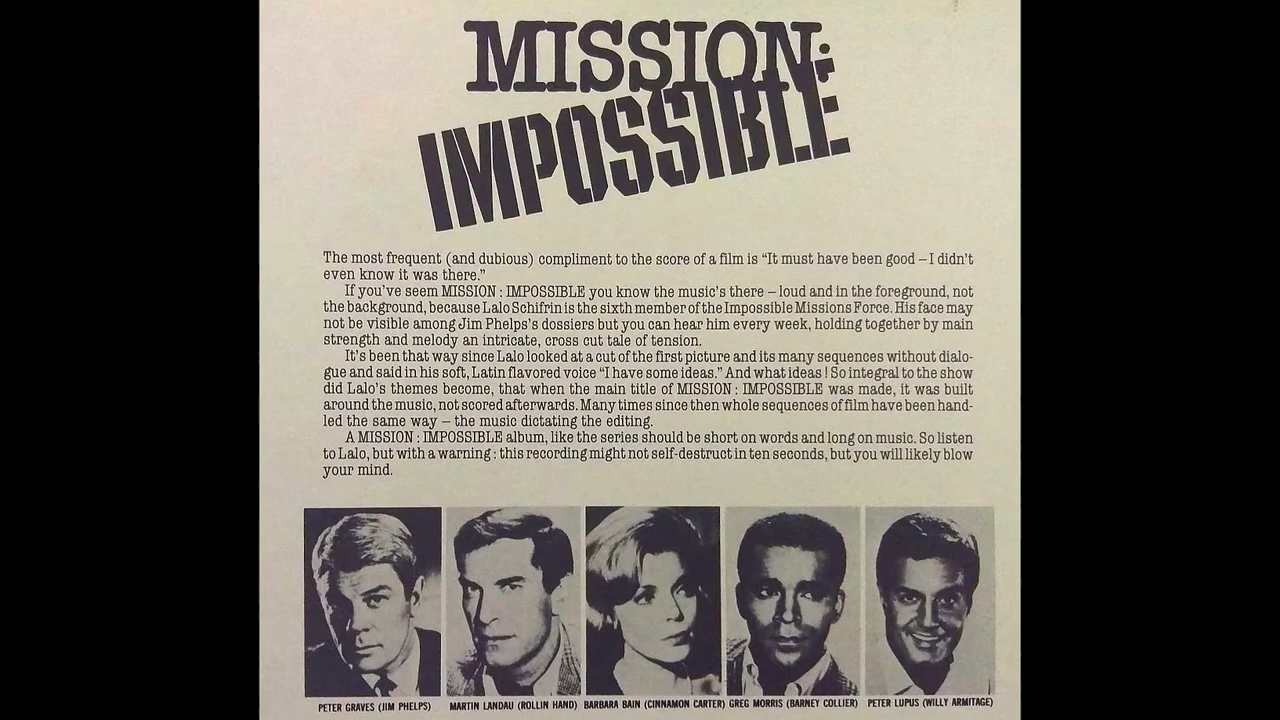 MISSION:
IMPOSSIBLE
The most frequent (and dubious) compliment to the score of a film is “It must have been good – I didn’t
even know it was there.”
If you’ve seem MISSION : IMPOSSIBLE you know the music’s there – loud and in the foreground, not
the background, because Lalo Schifrin is the sixth member of the Impossible Missions Force. His face may
not be visible among Jim Phelps’s dossiers but you can hear him every week, holding together by main
strength and melody an intricate, cross cut tale of tension.
It’s been that way since Lalo looked at a cut of the first picture and its many sequences without dialo-
gue and said in his soft, Latin flavored voice “I have some ideas.” And what ideas ! So integral to the show
did Lalo’s themes become, that when the main title of MISSION : IMPOSSIBLE was made, it was built
around the music, not scored afterwards. Many times since then whole sequences of film have been hand-
led the same way – the music dictating the editing.
A MISSION : IMPOSSIBLE album, like the series should be short on words and long on music. So listen
to Lalo, but with a warning : this recording might not self-destruct in ten seconds, but you will likely blow
your mind.
PETER GRAVES (JIM PHELPS) MARTIN LANDAU (ROLLIN HAND) BARBARA BAIN (CINNAMON CARTER) GREG MORRIS (BARNEY COLLIER) PETER LUPUS (WILLY ARMITAGE)